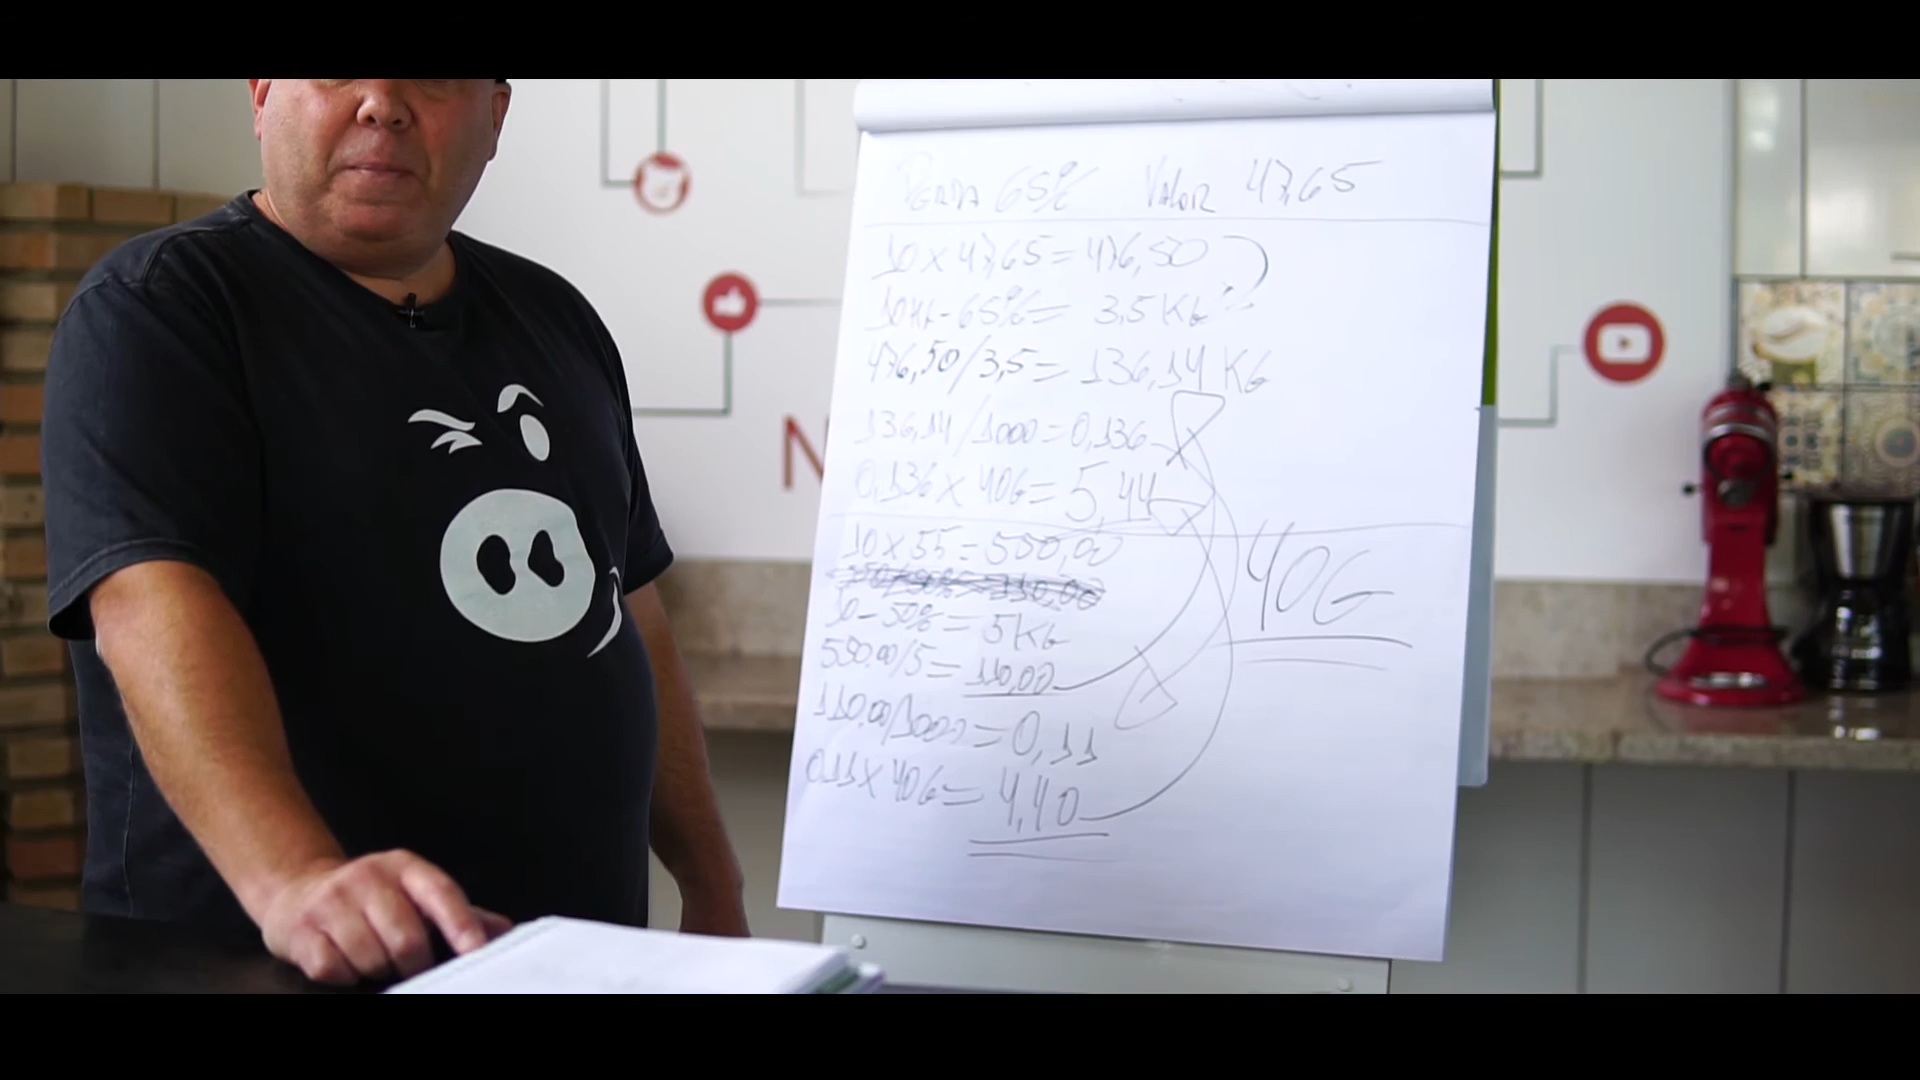 PERDA 65% VALOR 47,65
10 x 47,65 = 476,50
10KG - 65% = 3,5 KG
476,50/3,5 = 136,14 KG
136,14/1000 = 0,136
0,136 x 40G = 5,44
10 x 55 = 550,00
10 - 50% = 5KG
550,00/5 = 110,00
110,00/1000 = 0,11
0,11 x 40G = 4,40
40G
N